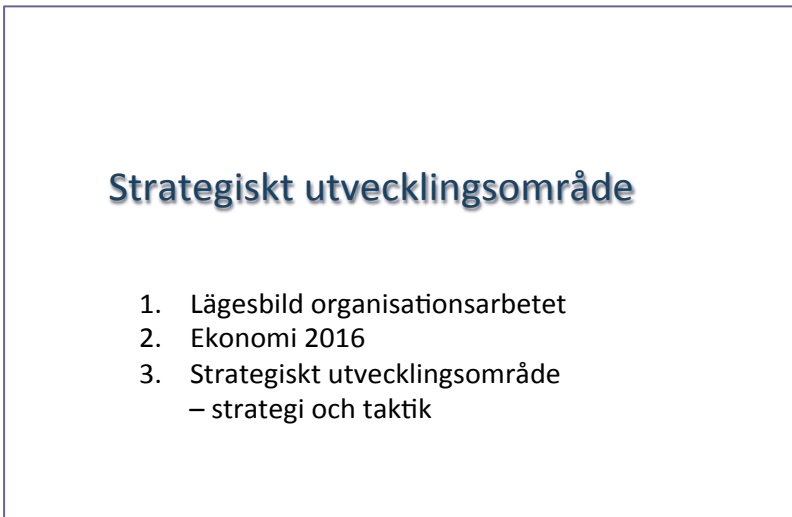 Strategiskt utvecklingsområde
1. Lägesbild organisationsarbetet
2. Ekonomi 2016
3. Strategiskt utvecklingsområde
– strategi och taktik